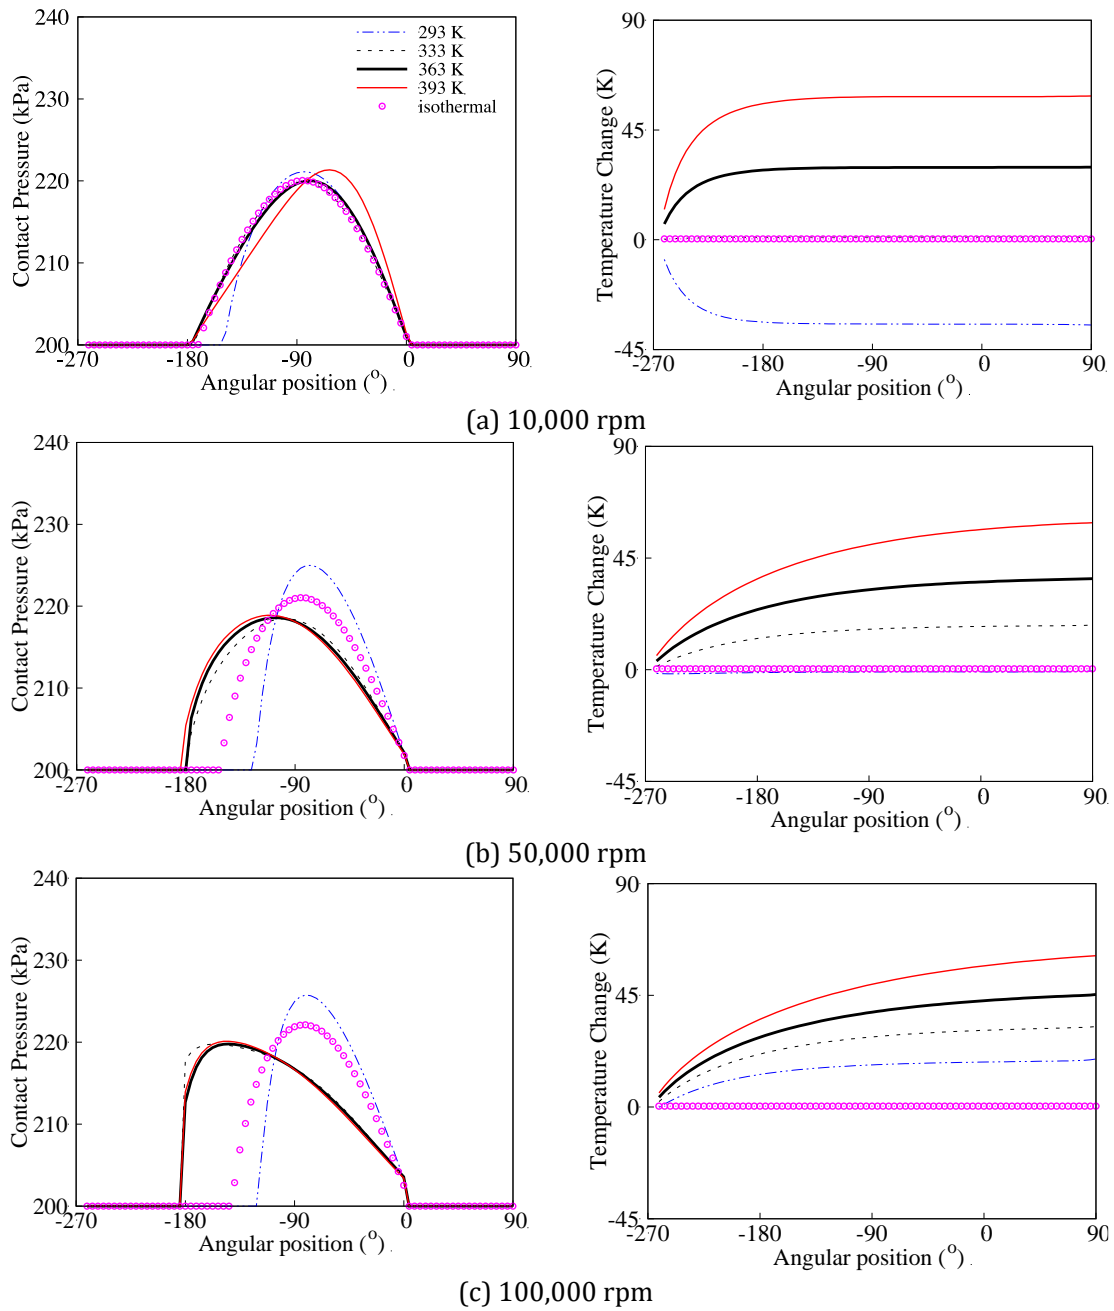 240
230
220
210
200
Contact Pressure (kPa)
293 K
333 K
363 K
393 K
isothermal
-270 -180 -90 0 90
Angular position (o)
90
45
0
-45
Temperature Change (K)
-270 -180 -90 0 90
Angular position (o)
(a) 10,000 rpm
240
230
220
210
200
Contact Pressure (kPa)
-270 -180 -90 0 90
Angular position (o)
90
45
0
-45
Temperature Change (K)
-270 -180 -90 0 90
Angular position (o)
(b) 50,000 rpm
240
230
220
210
200
Contact Pressure (kPa)
-270 -180 -90 0 90
Angular position (o)
90
45
0
-45
Temperature Change (K)
-270 -180 -90 0 90
Angular position (o)
(c) 100,000 rpm